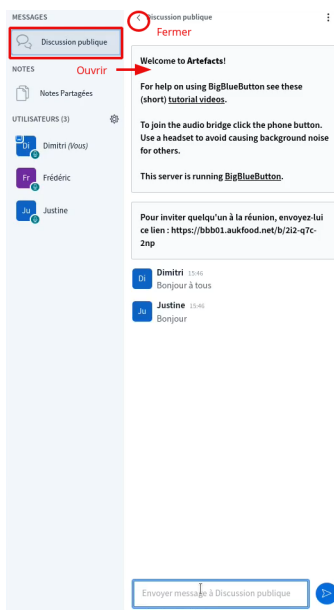 MESSAGES
Discussion publique
NOTES
Ouvrir
Notes Partagées
UTILISATEURS (3)
Di
Dimitri (Vous)
Fr
Frédéric
Ju
Justine
Discussion publique
Fermer
Welcome to Artefacts!
For help on using BigBlueButton see these
(short) tutorial videos.
To join the audio bridge click the phone button.
Use a headset to avoid causing background noise
for others.
This server is running BigBlueButton.
Pour inviter quelqu'un à la réunion, envoyez-lui
ce lien : https://bbb01.aukfood.net/b/2i2-q7c-
2np
Di
Dimitri 15:46
Bonjour à tous
Ju
Justine 15:46
Bonjour
Envoyer message à Discussion publique